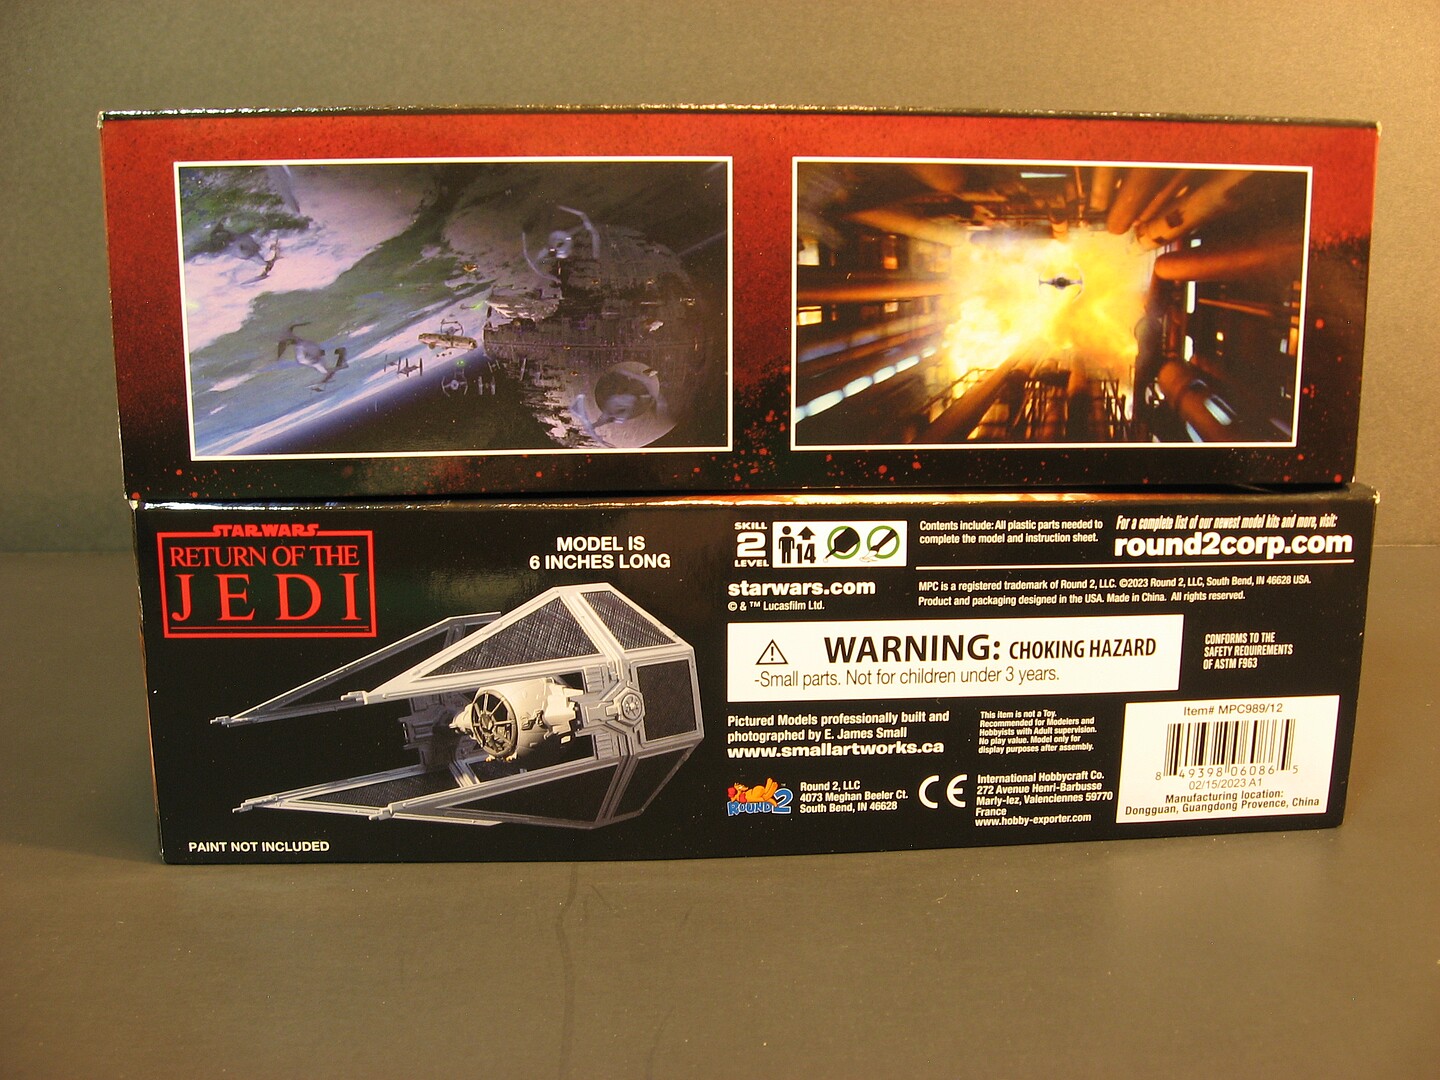 STAR WARS
RETURN OF THE
JEDI
MODEL IS
6 INCHES LONG
PAINT NOT INCLUDED
SKILL
2
LEVEL
14
starwars.com
© & ™ Lucasfilm Ltd.
Contents include: All plastic parts needed to
complete the model and instruction sheet.
For a complete list of our newest model kits and more, visit:
round2corp.com
MPC is a registered trademark of Round 2, LLC. ©2023 Round 2, LLC, South Bend, IN 46628 USA.
Product and packaging designed in the USA. Made in China. All rights reserved.
WARNING: CHOKING HAZARD
-Small parts. Not for children under 3 years.
CONFORMS TO THE
SAFETY REQUIREMENTS
OF ASTM F963
Pictured Models professionally built and
photographed by E. James Small
www.smallartworks.ca
This item is not a Toy.
Recommended for Modelers and
Hobbyists with Adult supervision.
No play value. Model only for
display purposes after assembly.
ROUND 2
Round 2, LLC
4073 Meghan Beeler Ct.
South Bend, IN 46628
CE
International Hobbycraft Co.
272 Avenue Henri-Barbusse
Marly-lez, Valenciennes 59770
France
www.hobby-exporter.com
Item# MPC989/12
8 49398 06086 5
02/15/2023 A1
Manufacturing location:
Dongguan, Guangdong Provence, China